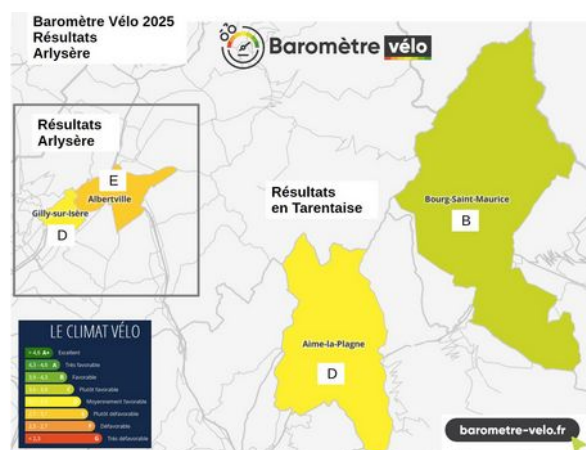 Baromètre Vélo 2025
Résultats
Arlysère
Baromètre vélo
Résultats
Arlysère
E
Albertville
Gilly-sur-Isère
D
Résultats
en Tarentaise
Bourg-Saint-Maurice
B
Aime-la-Plagne
D
LE CLIMAT VÉLO
A+ Excellent
A Très favorable
B Favorable
C Plutôt favorable
Moyennement favorable
Plutôt défavorable
F Défavorable
G Très défavorable
barometre-velo.fr